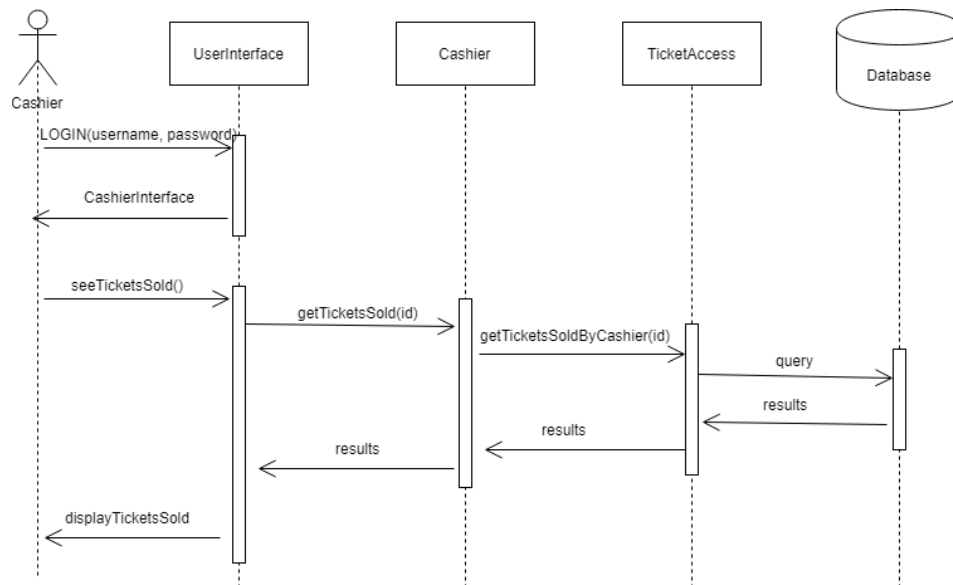 UserInterface
Cashier
TicketAccess
Database
Cashier
LOGIN(username, password)
CashierInterface
seeTicketsSold()
getTicketsSold(id)
getTicketsSoldByCashier(id)
query
results
results
results
displayTicketsSold